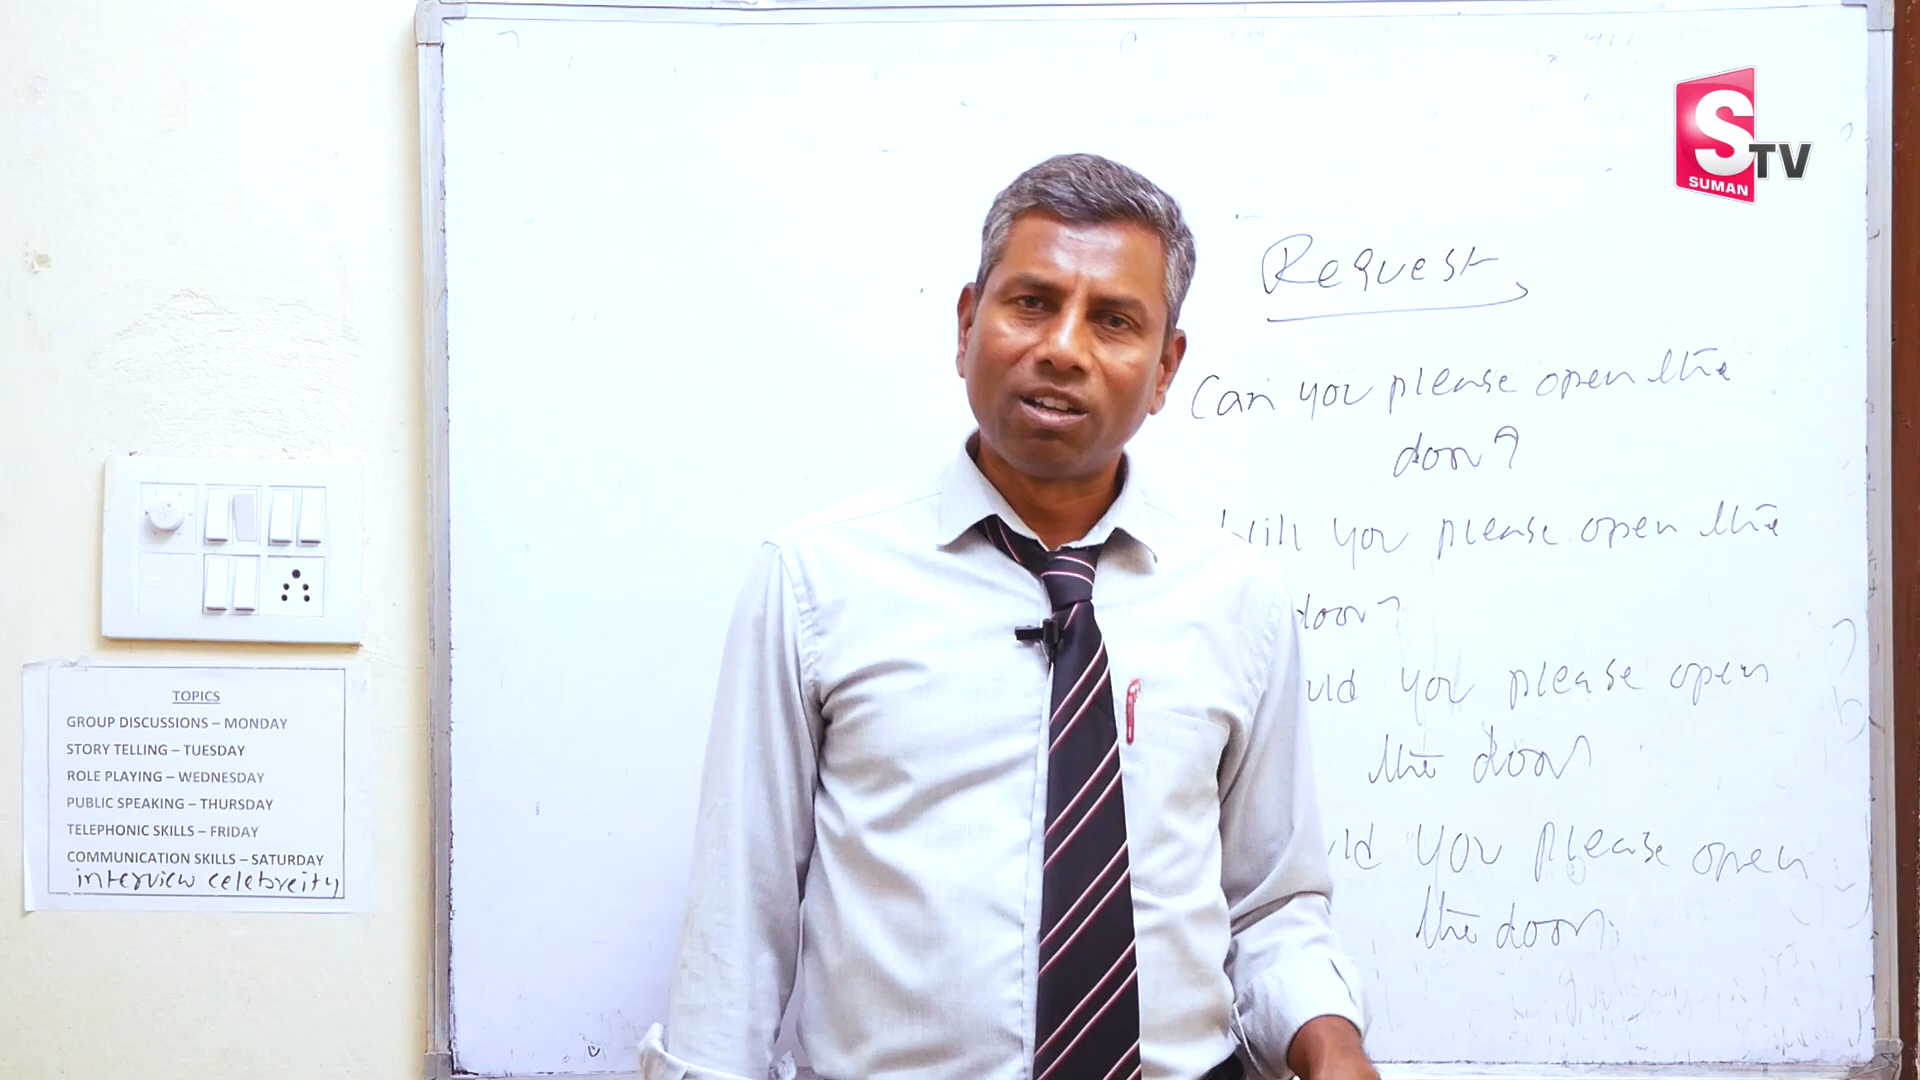 S TV
SUMAN
Request
Can you please open the
door?
Will you please open the
door?
you please open
the door
you please open
the door
TOPICS
GROUP DISCUSSIONS – MONDAY
STORY TELLING – TUESDAY
ROLE PLAYING – WEDNESDAY
PUBLIC SPEAKING – THURSDAY
TELEPHONIC SKILLS – FRIDAY
COMMUNICATION SKILLS – SATURDAY
interview celebreity